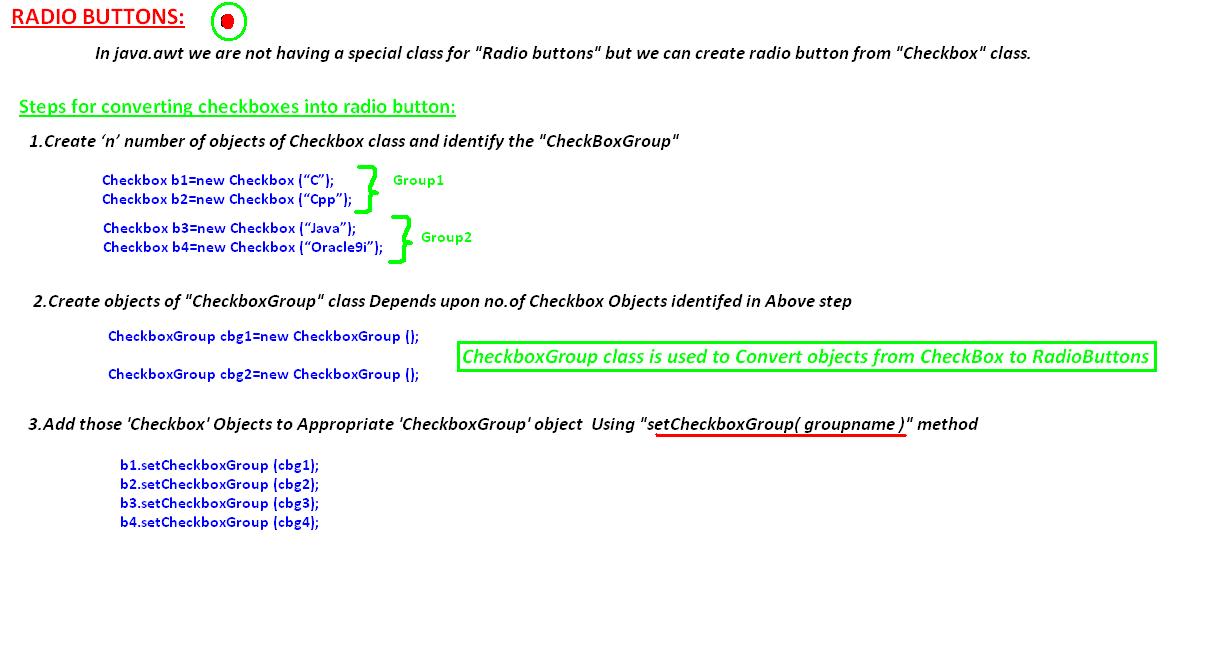 RADIO BUTTONS:
In java.awt we are not having a special class for "Radio buttons" but we can create radio button from "Checkbox" class.
Steps for converting checkboxes into radio button:
1.Create ‘n’ number of objects of Checkbox class and identify the "CheckBoxGroup"
Checkbox b1=new Checkbox (“C”);
Checkbox b2=new Checkbox (“Cpp”);
Group1
Checkbox b3=new Checkbox (“Java”);
Checkbox b4=new Checkbox (“Oracle9i”);
Group2
2.Create objects of "CheckboxGroup" class Depends upon no.of Checkbox Objects identifed in Above step
CheckboxGroup cbg1=new CheckboxGroup ();
CheckboxGroup cbg2=new CheckboxGroup ();
CheckboxGroup class is used to Convert objects from CheckBox to RadioButtons
3.Add those 'Checkbox' Objects to Appropriate 'CheckboxGroup' object Using "setCheckboxGroup( groupname )" method
b1.setCheckboxGroup (cbg1);
b2.setCheckboxGroup (cbg2);
b3.setCheckboxGroup (cbg3);
b4.setCheckboxGroup (cbg4);